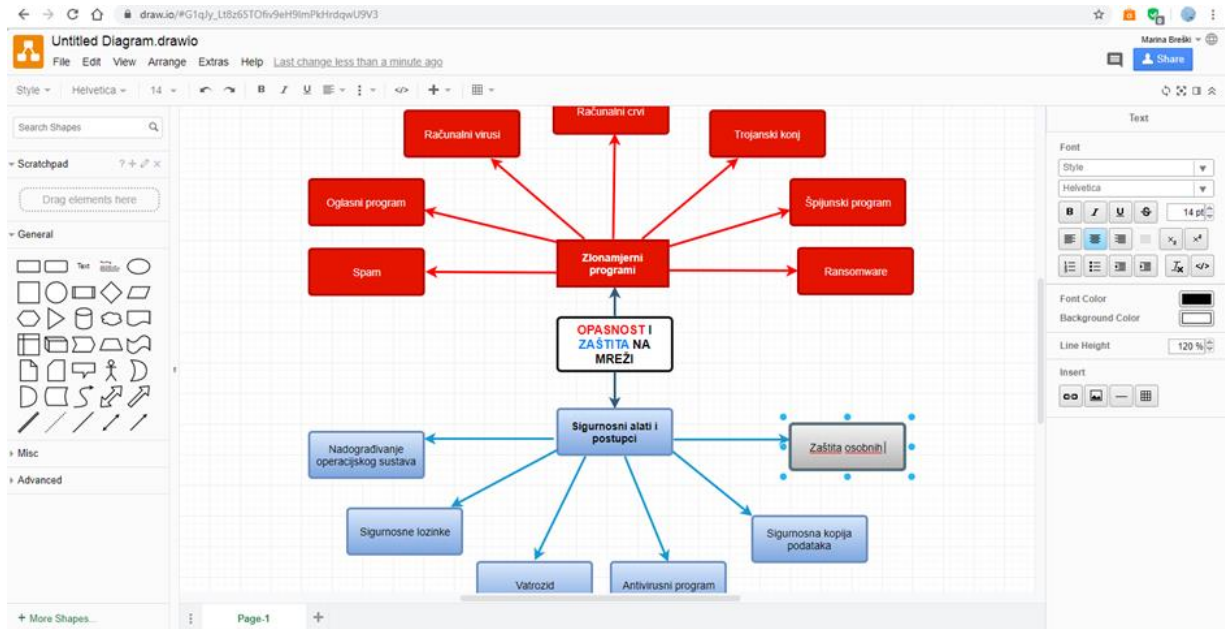 draw.io/#G1qJy_Lt8z65TOfiv9eH9ImPkHrdqwU9V3
Untitled Diagram.drawio
Marina Breški
File Edit View Arrange Extras Help Last change less than a minute ago
Share
Style Helvetica 14 B I U
Search Shapes
Scratchpad
Drag elements here
General
Text
Misc
Advanced
+ More Shapes...
Računalni crvi
Računalni virusi
Trojanski konj
Oglasni program
Špijunski program
Zlonamjerni
programi
Spam
Ransomware
OPASNOST I
ZAŠTITA NA
MREŽI
Sigurnosni alati i
postupci
Nadograđivanje
operacijskog sustava
Zaštita osobnih
Sigurnosne lozinke
Sigurnosna kopija
podataka
Vatrozid
Antivirusni program
Page-1
Text
Font
Style
Helvetica
B I U S 14 pt
Font Color
Background Color
Line Height 120 %
Insert